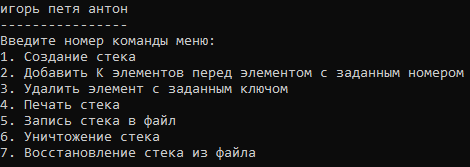 игорь петя антон
----------------
Введите номер команды меню:
1. Создание стека
2. Добавить К элементов перед элементом с заданным номером
3. Удалить элемент с заданным ключом
4. Печать стека
5. Запись стека в файл
6. Уничтожение стека
7. Восстановление стека из файла